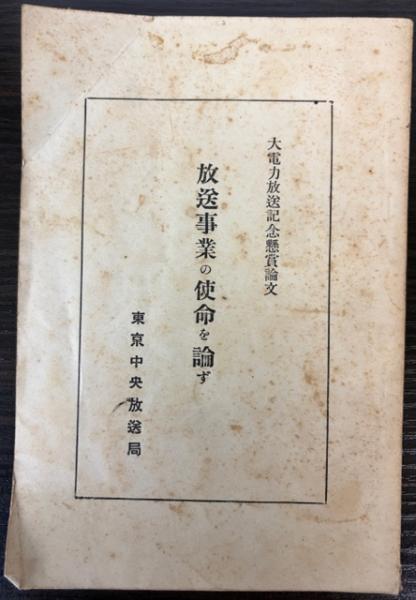 大電力放送記念懸賞論文
放送事業の使命を論ず
東京中央放送局